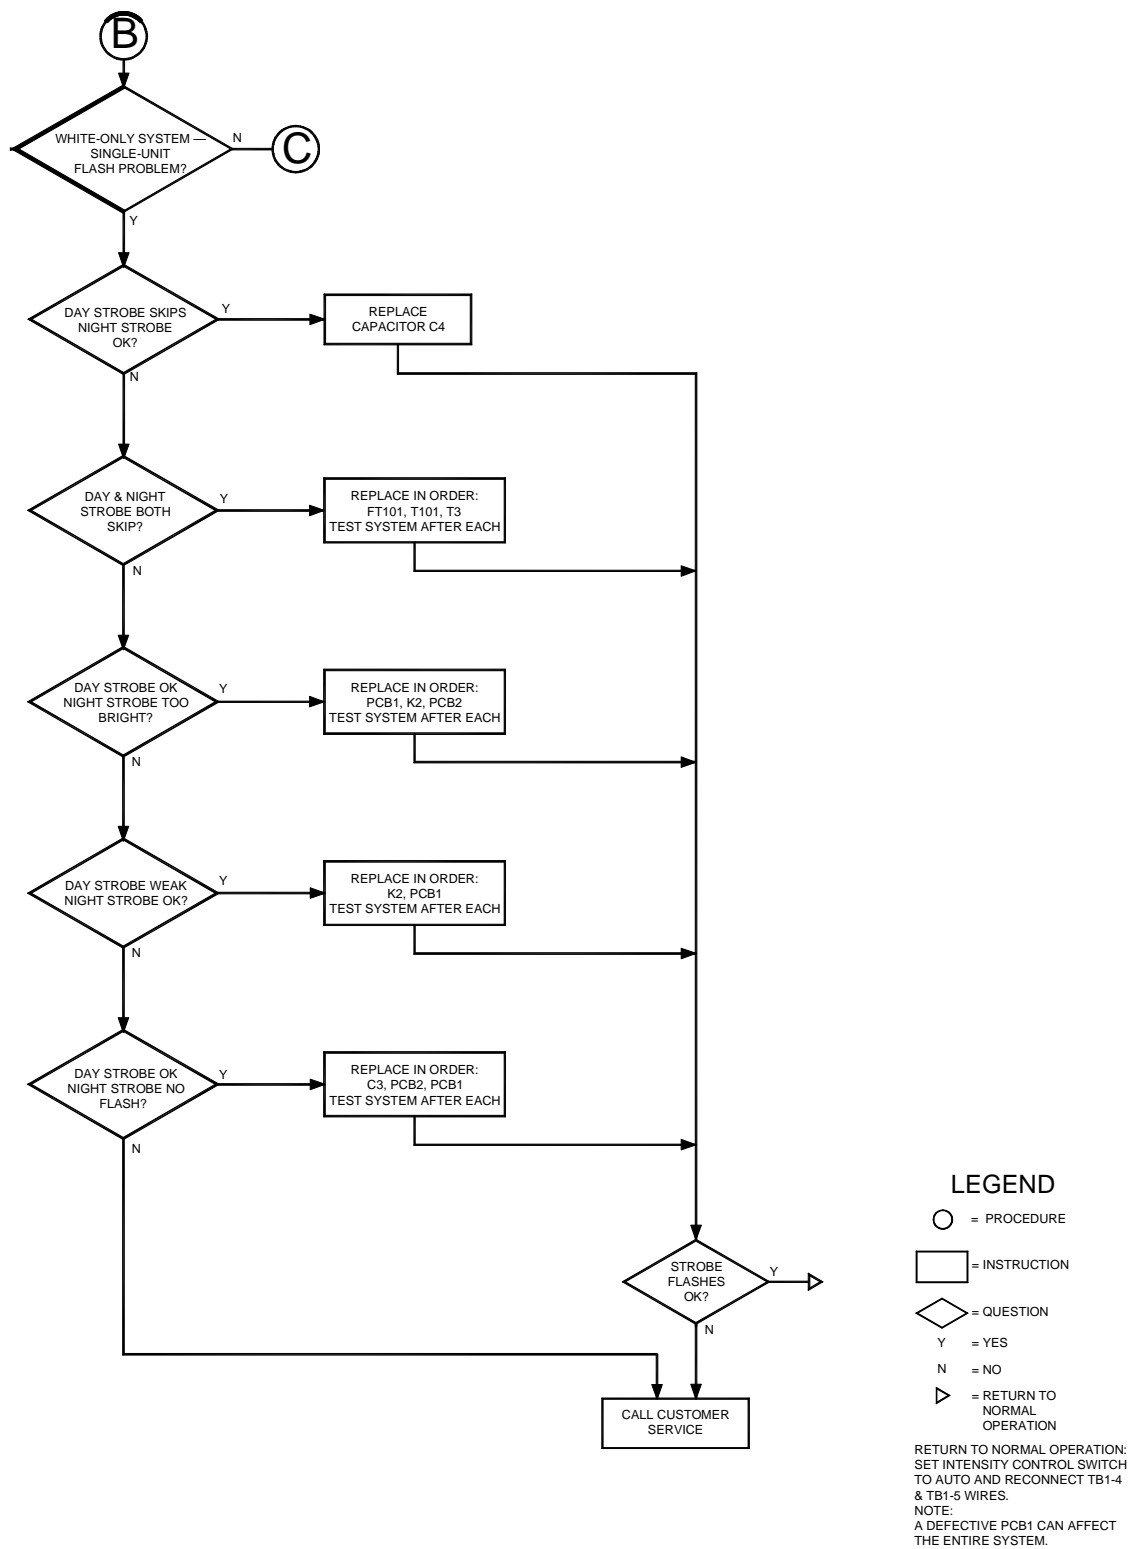 B
WHITE-ONLY SYSTEM —
SINGLE-UNIT
FLASH PROBLEM?
N
C
Y
DAY STROBE SKIPS
NIGHT STROBE
OK?
Y
REPLACE
CAPACITOR C4
N
DAY & NIGHT
STROBE BOTH
SKIP?
Y
REPLACE IN ORDER:
FT101, T101, T3
TEST SYSTEM AFTER EACH
N
DAY STROBE OK
NIGHT STROBE TOO
BRIGHT?
Y
REPLACE IN ORDER:
PCB1, K2, PCB2
TEST SYSTEM AFTER EACH
N
DAY STROBE WEAK
NIGHT STROBE OK?
Y
REPLACE IN ORDER:
K2, PCB1
TEST SYSTEM AFTER EACH
N
DAY STROBE OK
NIGHT STROBE NO
FLASH?
Y
REPLACE IN ORDER:
C3, PCB2, PCB1
TEST SYSTEM AFTER EACH
N
STROBE
FLASHES
OK?
Y
N
CALL CUSTOMER
SERVICE
LEGEND
= PROCEDURE
= INSTRUCTION
= QUESTION
Y = YES
N = NO
= RETURN TO
NORMAL
OPERATION
RETURN TO NORMAL OPERATION:
SET INTENSITY CONTROL SWITCH
TO AUTO AND RECONNECT TB1-4
& TB1-5 WIRES.
NOTE:
A DEFECTIVE PCB1 CAN AFFECT
THE ENTIRE SYSTEM.